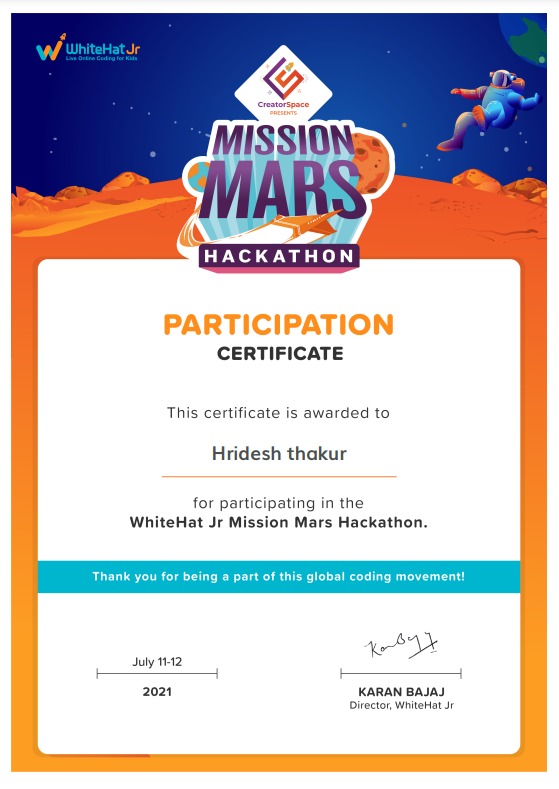 WhiteHat Jr
Live Online Coding for Kids
CreatorSpace
PRESENTS
MISSION
MARS
HACKATHON
PARTICIPATION
CERTIFICATE
This certificate is awarded to
Hridesh thakur
for participating in the
WhiteHat Jr Mission Mars Hackathon.
Thank you for being a part of this global coding movement!
Karan Bajaj
July 11-12
2021
KARAN BAJAJ
Director, WhiteHat Jr